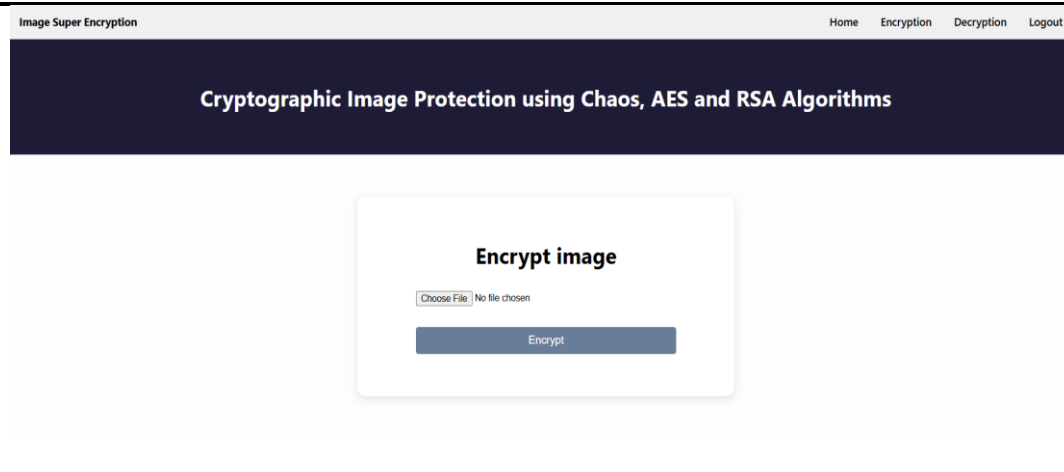 Image Super Encryption Home Encryption Decryption Logout
Cryptographic Image Protection using Chaos, AES and RSA Algorithms
Encrypt image
Choose File No file chosen
Encrypt